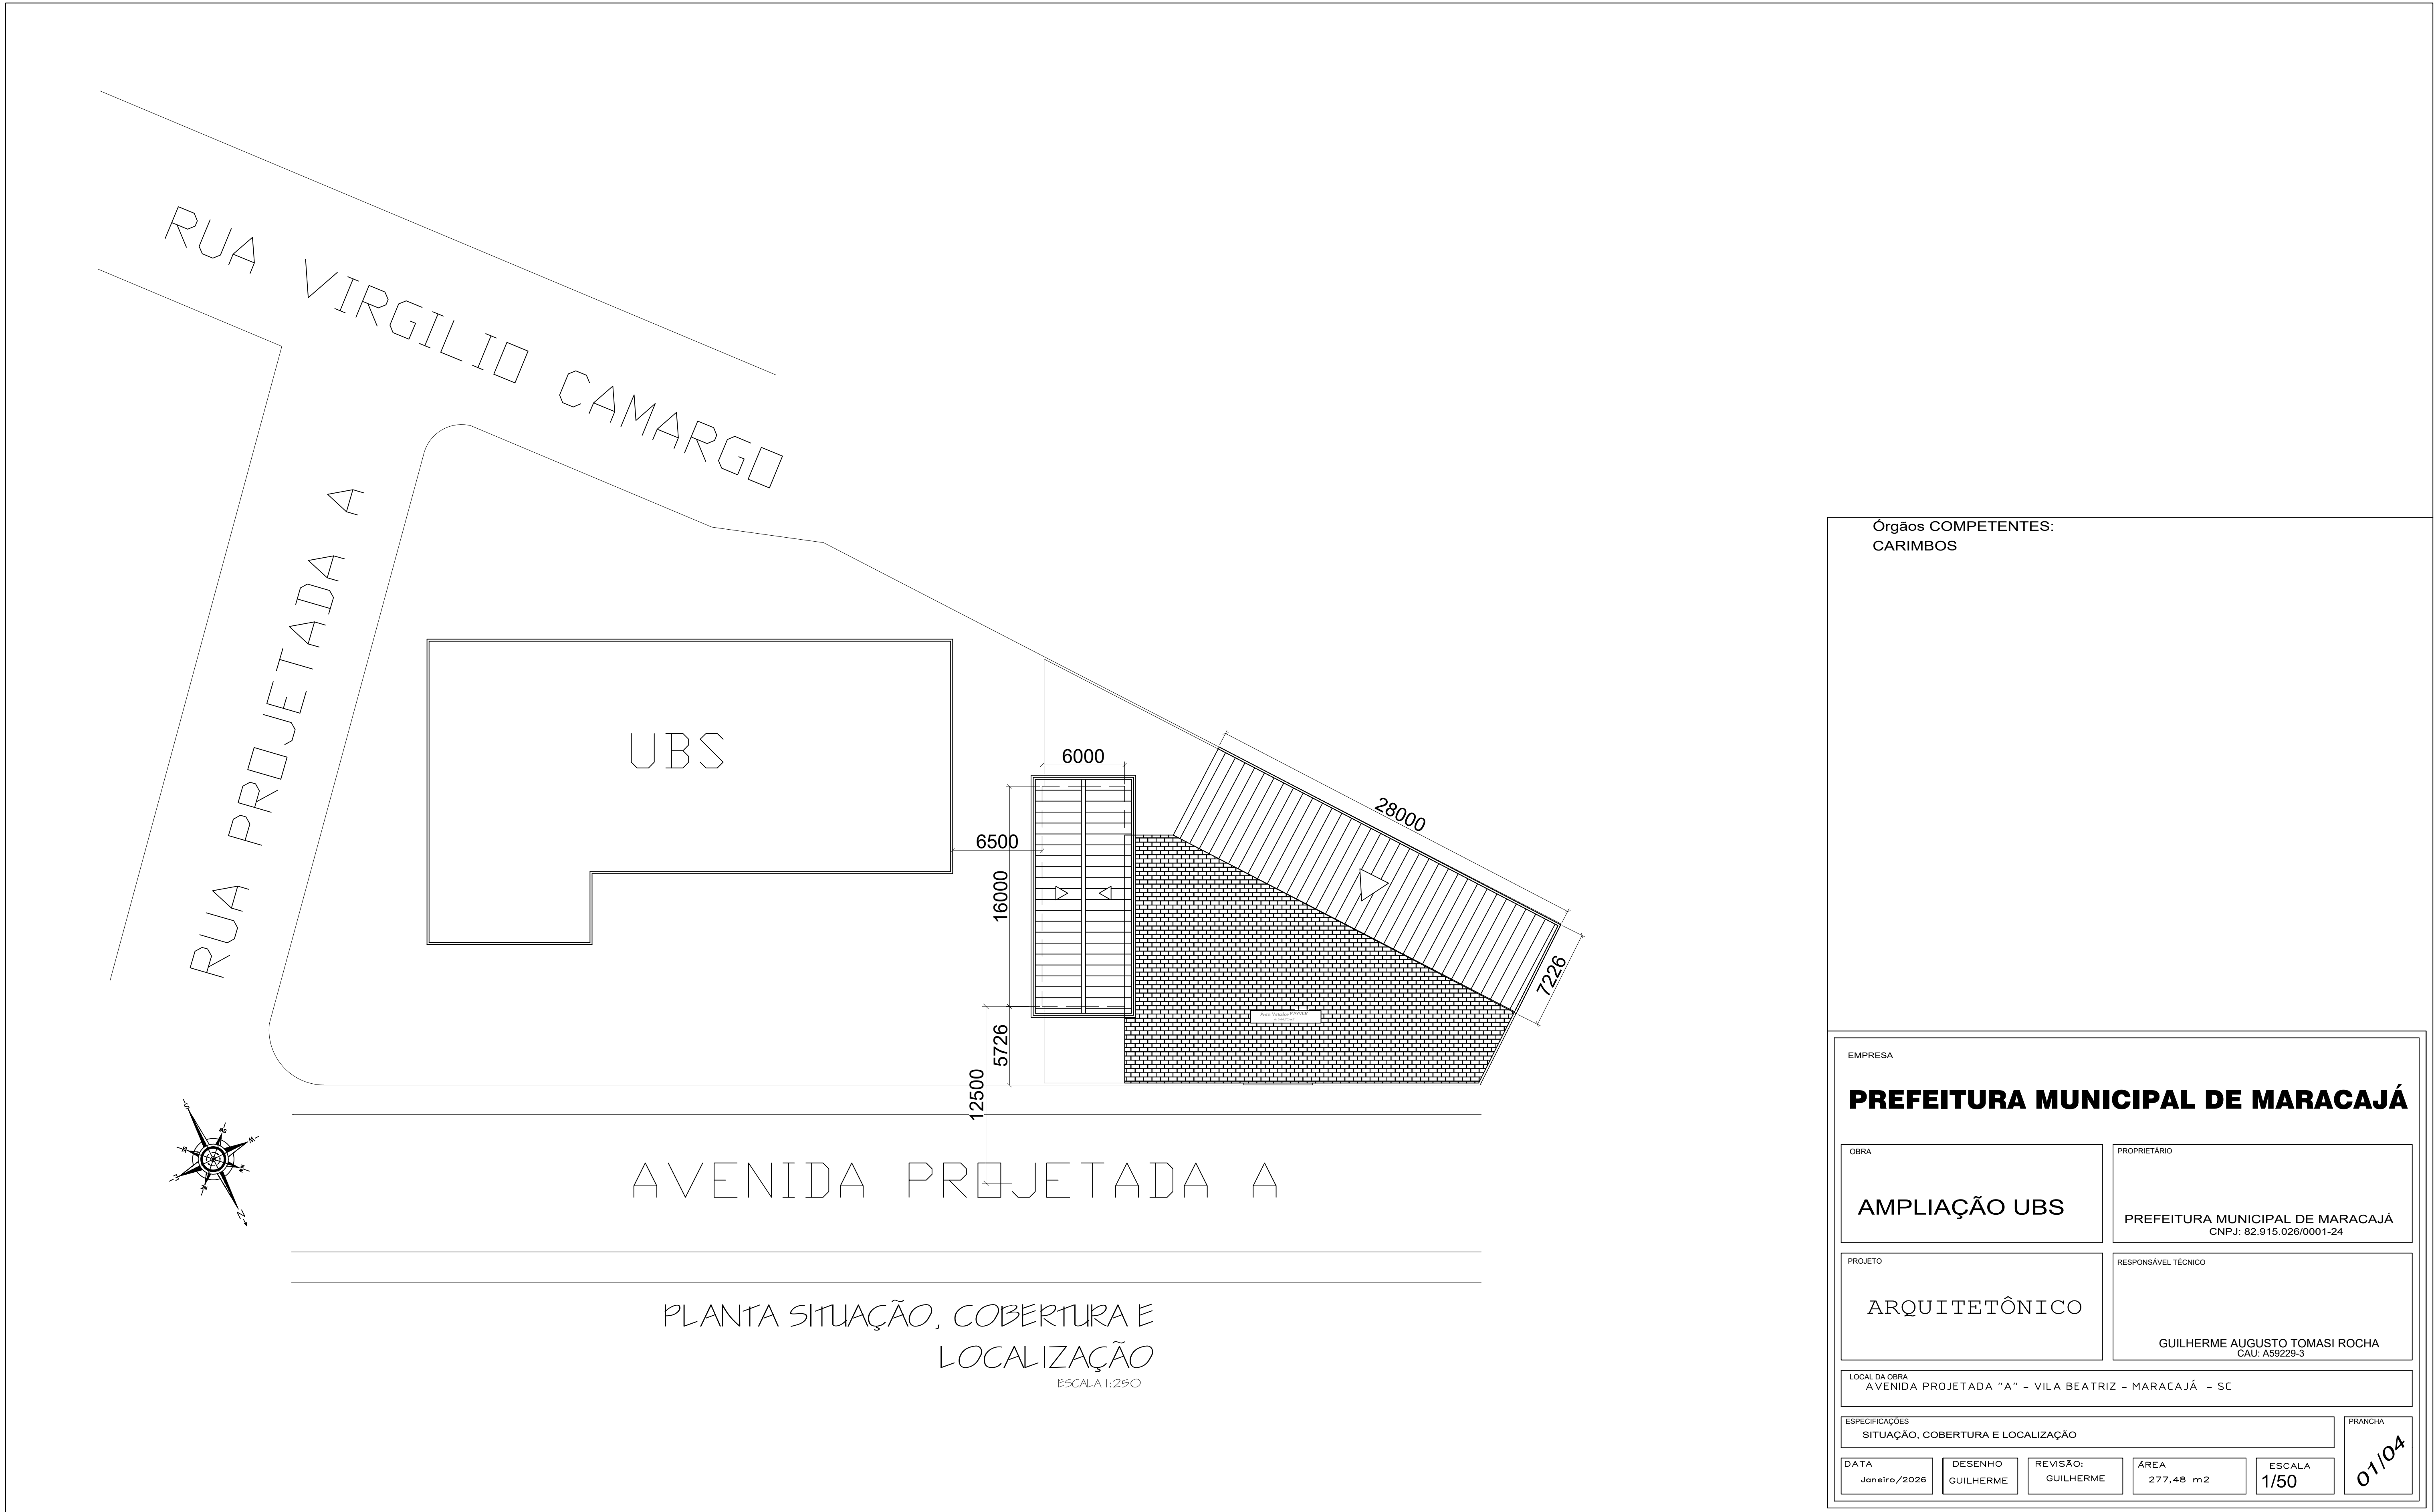 RUA VIRGILIO CAMARGO
RUA PROJETADA A
UBS
6000
6500
16000
28000
7226
5726
12500
AVENIDA PROJETADA A
S
SW
W
NW
N
NE
E
SE
PLANTA SITUAÇÃO, COBERTURA E
LOCALIZAÇÃO
ESCALA 1:250
Órgãos COMPETENTES:
CARIMBOS
EMPRESA
PREFEITURA MUNICIPAL DE MARACAJÁ
OBRA
AMPLIAÇÃO UBS
PROPRIETÁRIO
PREFEITURA MUNICIPAL DE MARACAJÁ
CNPJ: 82.915.026/0001-24
PROJETO
ARQUITETÔNICO
RESPONSÁVEL TÉCNICO
GUILHERME AUGUSTO TOMASI ROCHA
CAU: A59229-3
LOCAL DA OBRA
AVENIDA PROJETADA "A" - VILA BEATRIZ - MARACAJÁ - SC
ESPECIFICAÇÕES
SITUAÇÃO, COBERTURA E LOCALIZAÇÃO
PRANCHA
01/04
DATA
Janeiro/2026
DESENHO
GUILHERME
REVISÃO:
GUILHERME
ÁREA
277,48 m2
ESCALA
1/50